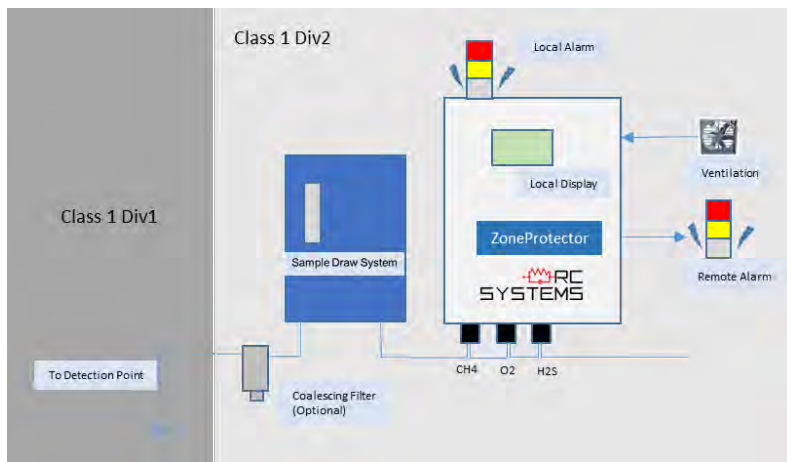 Class 1 Div2
Local Alarm
Local Display
Ventilation
Class 1 Div1
ZoneProtector
Sample Draw System
RC
SYSTEMS
Remote Alarm
To Detection Point
CH4
O2
H2S
Coalescing Filter
(Optional)